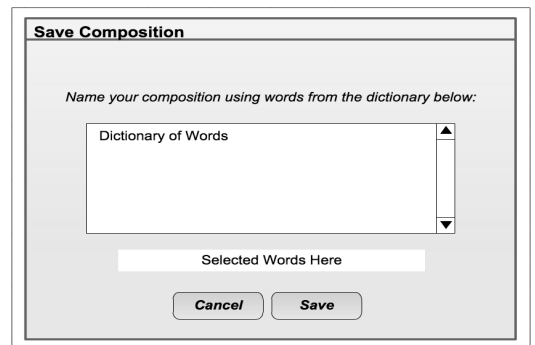 Save Composition
Name your composition using words from the dictionary below:
Dictionary of Words
Selected Words Here
Cancel Save